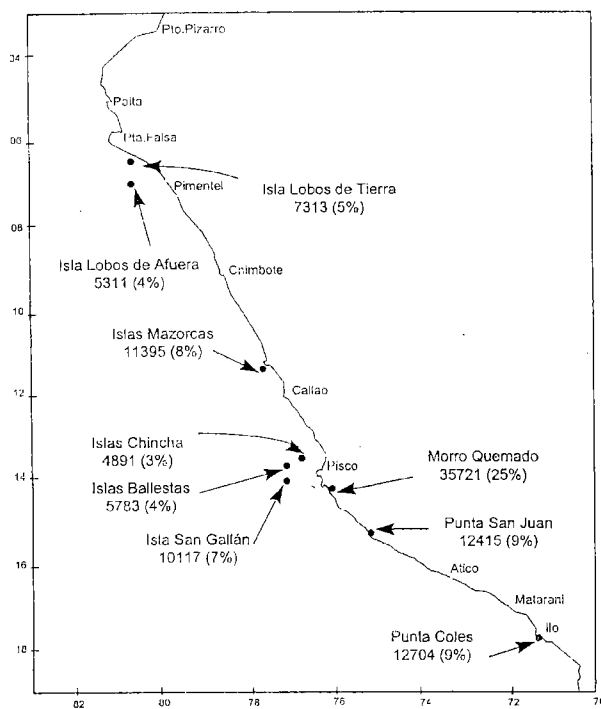 Pto.Pizarro
04
Paita
06
Pta.Falsa
Isla Lobos de Tierra
7313 (5%)
Pimentel
08
Isla Lobos de Afuera
5311 (4%)
Chimbote
10
Islas Mazorcas
11395 (8%)
12
Callao
Islas Chincha
4891 (3%)
Pisco
Morro Quemado
35721 (25%)
14
Islas Ballestas
5783 (4%)
Isla San Gallán
10117 (7%)
Punta San Juan
12415 (9%)
16
Atico
Matarani
Ilo
Punta Coles
12704 (9%)
18
82
80
78
77
76
74
72
70